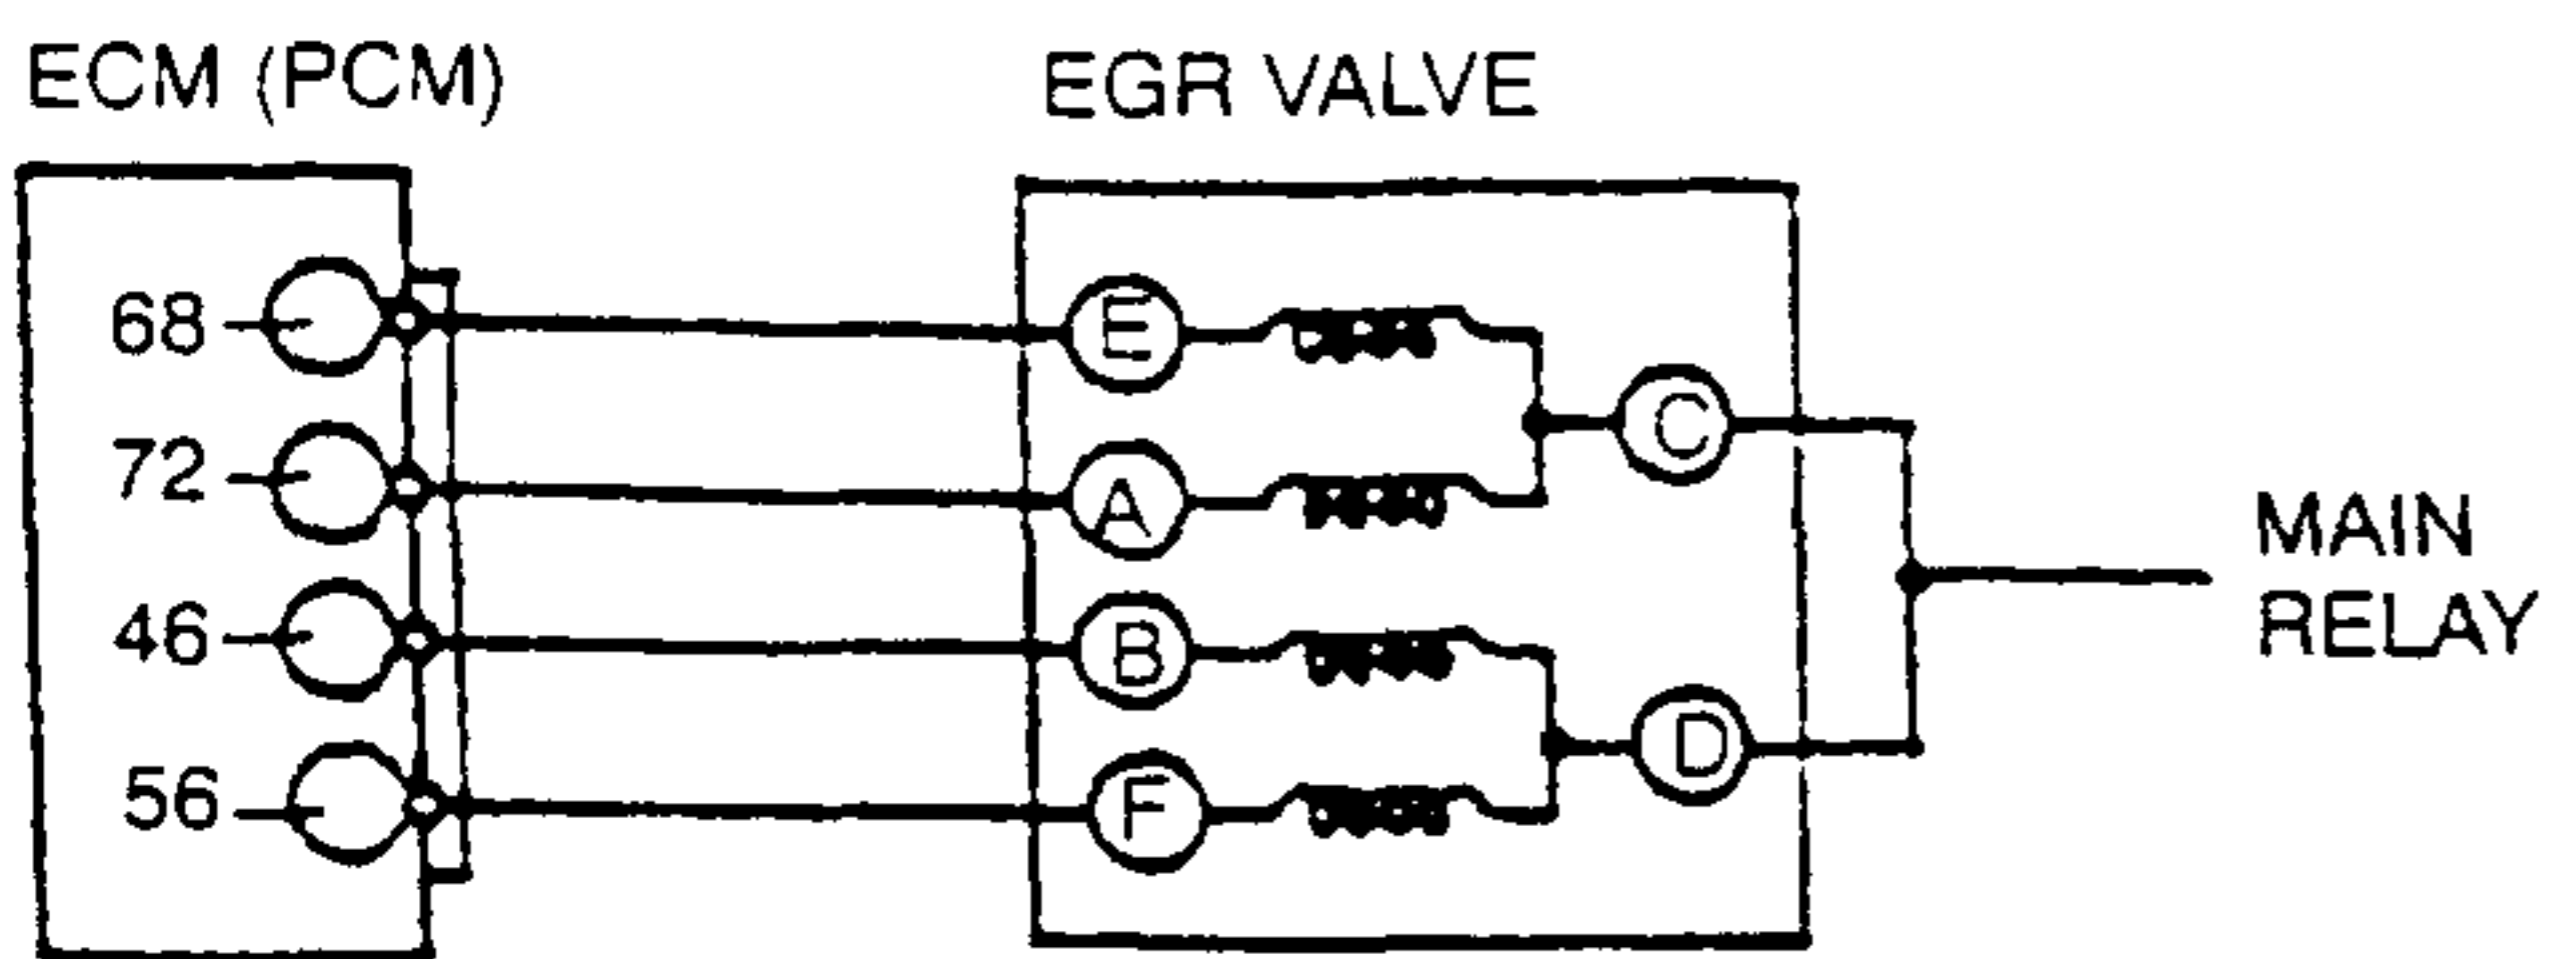 ECM (PCM)
EGR VALVE
68
E
72
A
C
46
B
56
F
D
MAIN
RELAY